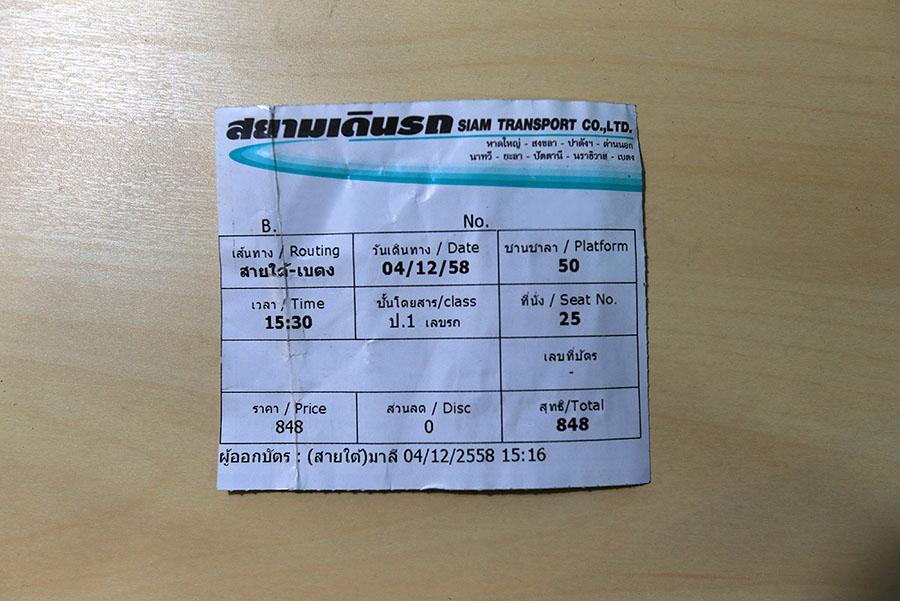 สยามเดินรถ SIAM TRANSPORT CO.,LTD.
หาดใหญ่ - สงขลา - ปาดังฯ - ด่านนอก
นาทวี - ยะลา - ปัตตานี - นราธิวาส - เบตง
B. No.
เส้นทาง / Routing วันเดินทาง / Date ชานชาลา / Platform
สายใต้-เบตง 04/12/58 50
เวลา / Time ชั้นโดยสาร/class ที่นั่ง / Seat No.
15:30 ป.1 เลขรถ 25
เลขที่บัตร
-
ราคา / Price ส่วนลด / Disc สุทธิ/Total
848 0 848
ผู้ออกบัตร : (สายใต้)มาลี 04/12/2558 15:16